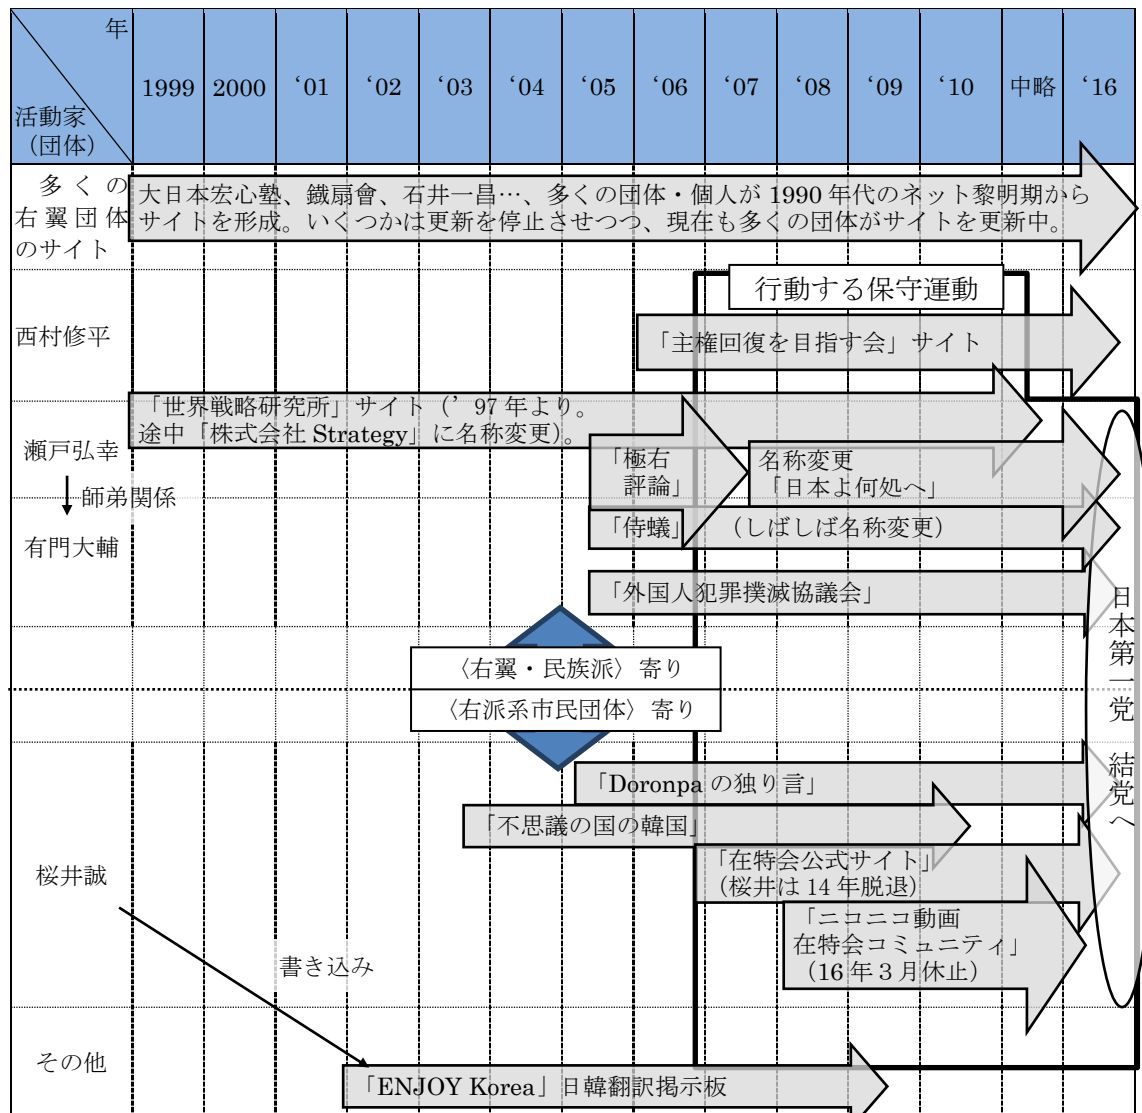 年
活動家
（団体）
1999 2000 ‘01 ‘02 ‘03 ‘04 ‘05 ‘06 ‘07 ‘08 ‘09 ‘10 中略 ‘16
多くの
右翼団体
のサイト
大日本宏心塾、鐵扇會、石井一昌…、多くの団体・個人が 1990 年代のネット黎明期から
サイトを形成。いくつかは更新を停止させつつ、現在も多くの団体がサイトを更新中。
行動する保守運動
西村修平
「主権回復を目指す会」サイト
瀬戸弘幸
「世界戦略研究所」サイト（’97 年より。
途中「株式会社 Strategy」に名称変更）。
「極右
評論」
名称変更
「日本よ何処へ」
師弟関係
有門大輔
「侍蟻」　（しばしば名称変更）
「外国人犯罪撲滅協議会」
〈右翼・民族派〉寄り
〈右派系市民団体〉寄り
日本第一党　結党へ
桜井誠
「Doronpa の独り言」
「不思議の国の韓国」
「在特会公式サイト」
（桜井は 14 年脱退）
「ニコニコ動画
在特会コミュニティ」
（16 年 3 月休止）
書き込み
その他
「ENJOY Korea」日韓翻訳掲示板